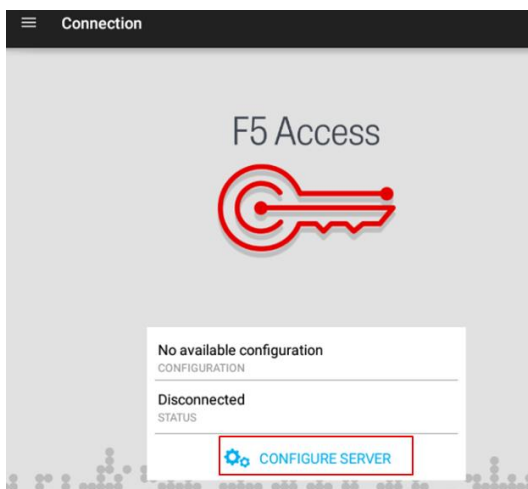 Connection
F5 Access
No available configuration
CONFIGURATION
Disconnected
STATUS
CONFIGURE SERVER